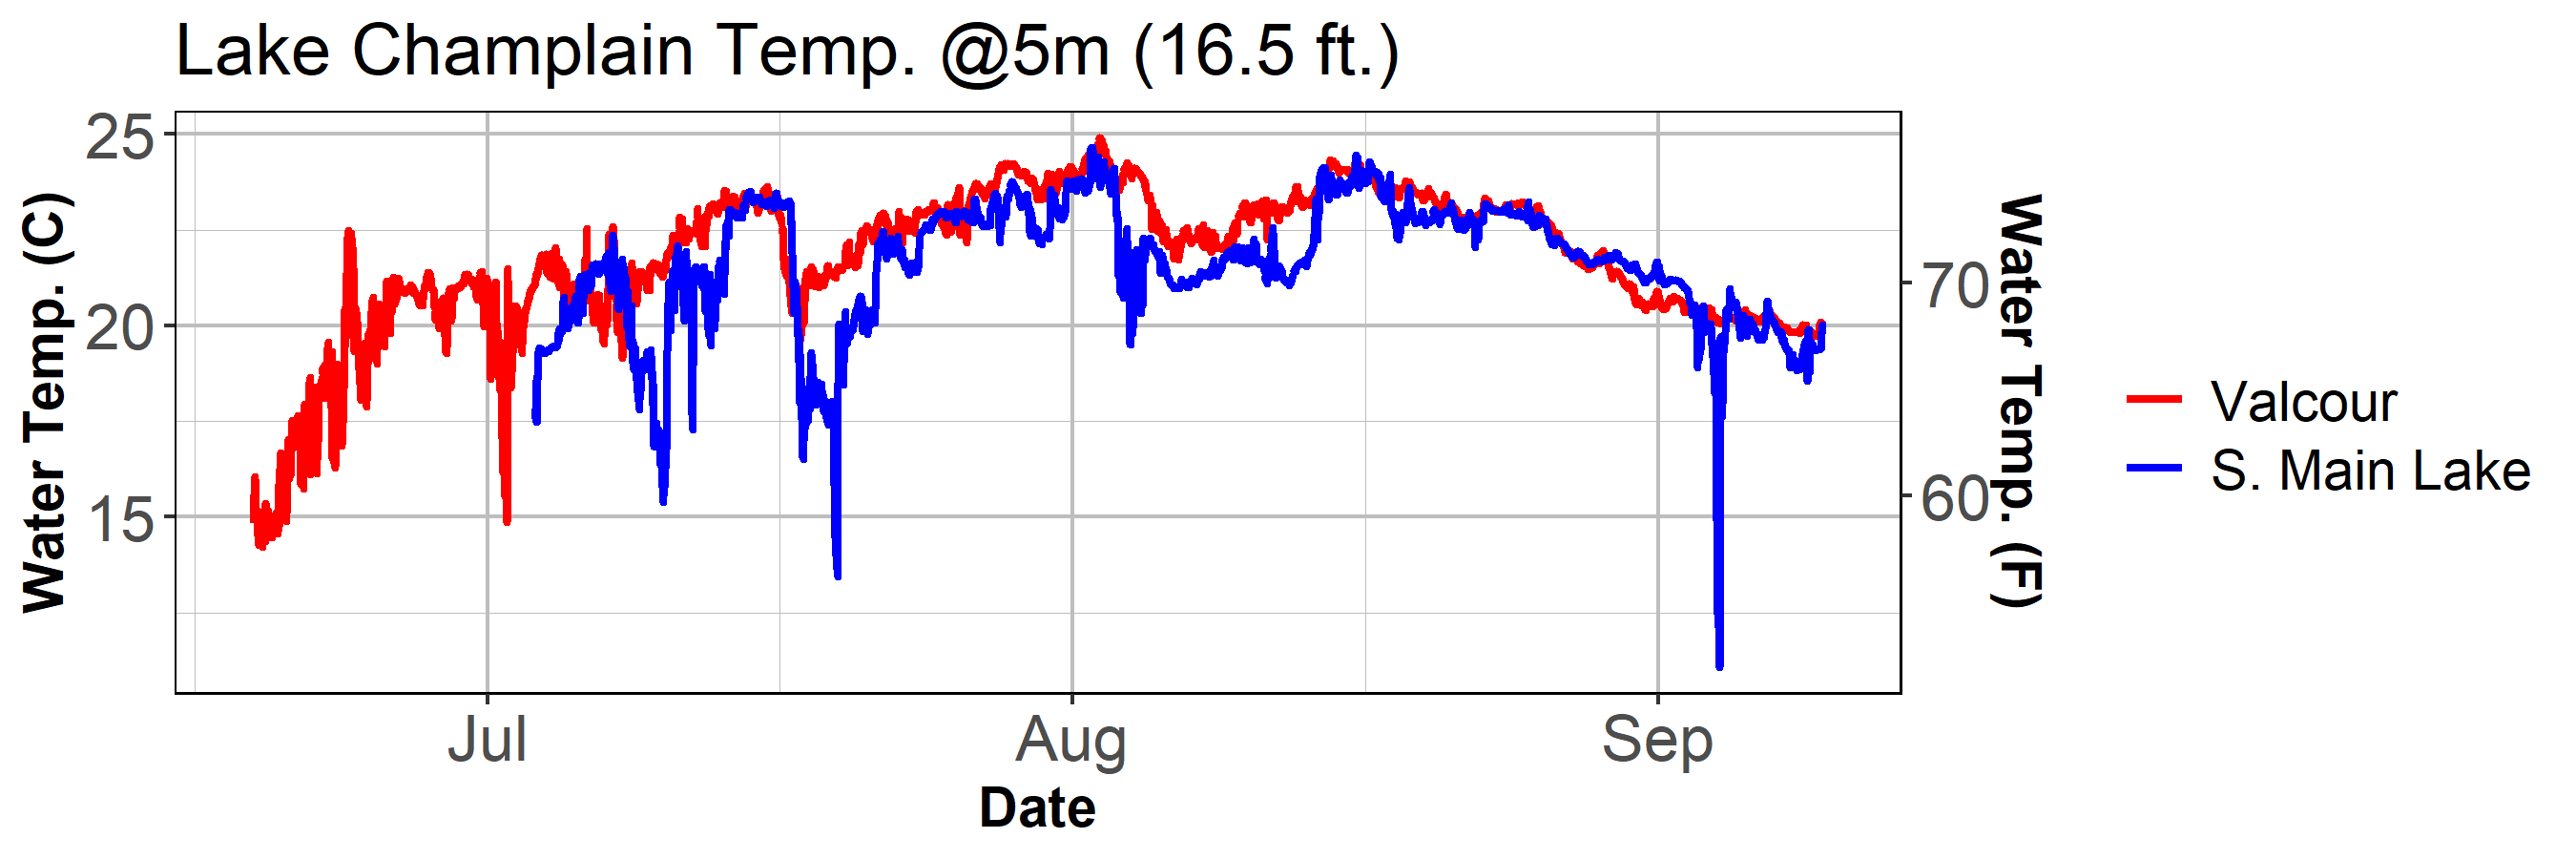 Lake Champlain Temp. @5m (16.5 ft.)
Water Temp. (C)
25
20
15
70
60
Water Temp. (F)
Jul
Aug
Sep
Date
Valcour
S. Main Lake